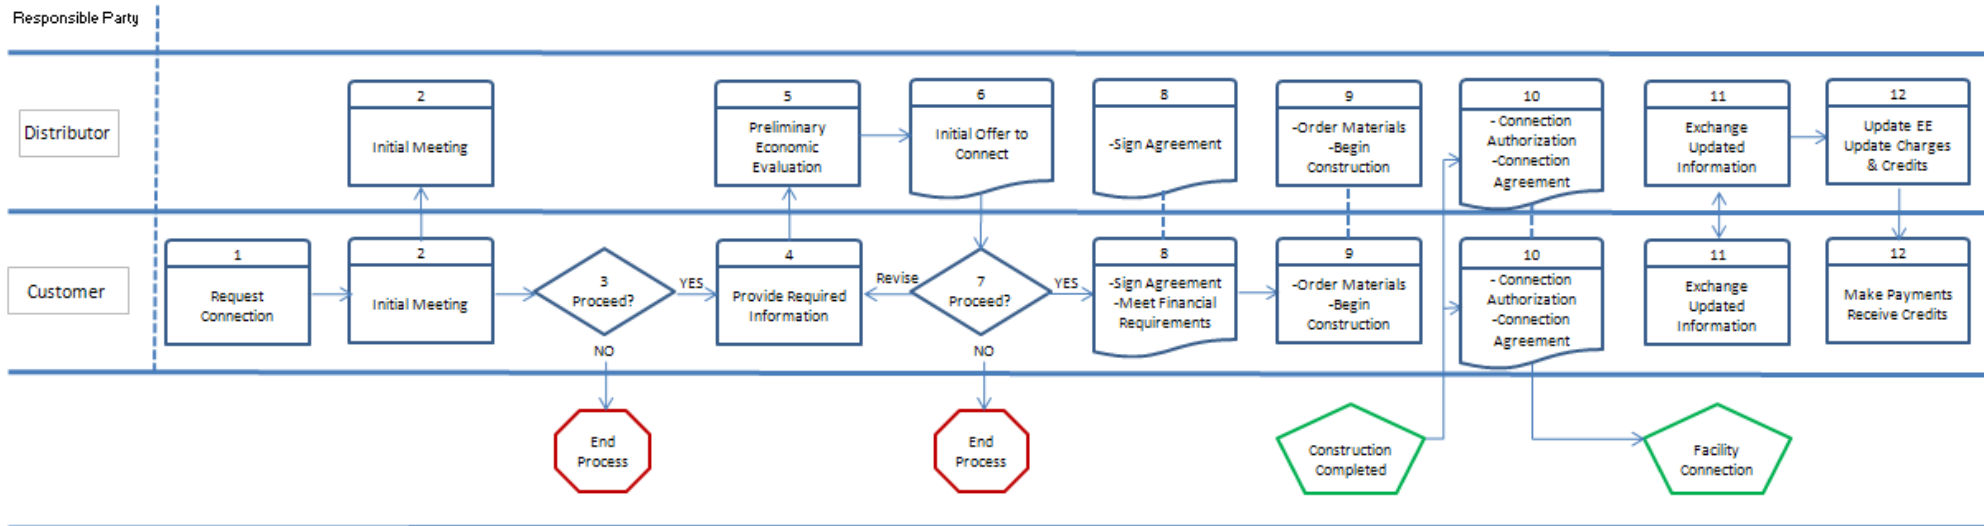 Responsible Party
Distributor
2
Initial Meeting
5
Preliminary
Economic
Evaluation
6
Initial Offer to
Connect
8
-Sign Agreement
9
-Order Materials
-Begin
Construction
10
- Connection
Authorization
-Connection
Agreement
11
Exchange
Updated
Information
12
Update EE
Update Charges
& Credits
Customer
1
Request
Connection
2
Initial Meeting
3
Proceed?
YES
NO
4
Provide Required
Information
Revise
7
Proceed?
YES
NO
8
-Sign Agreement
-Meet Financial
Requirements
9
-Order Materials
-Begin
Construction
10
- Connection
Authorization
-Connection
Agreement
11
Exchange
Updated
Information
12
Make Payments
Receive Credits
End
Process
End
Process
Construction
Completed
Facility
Connection